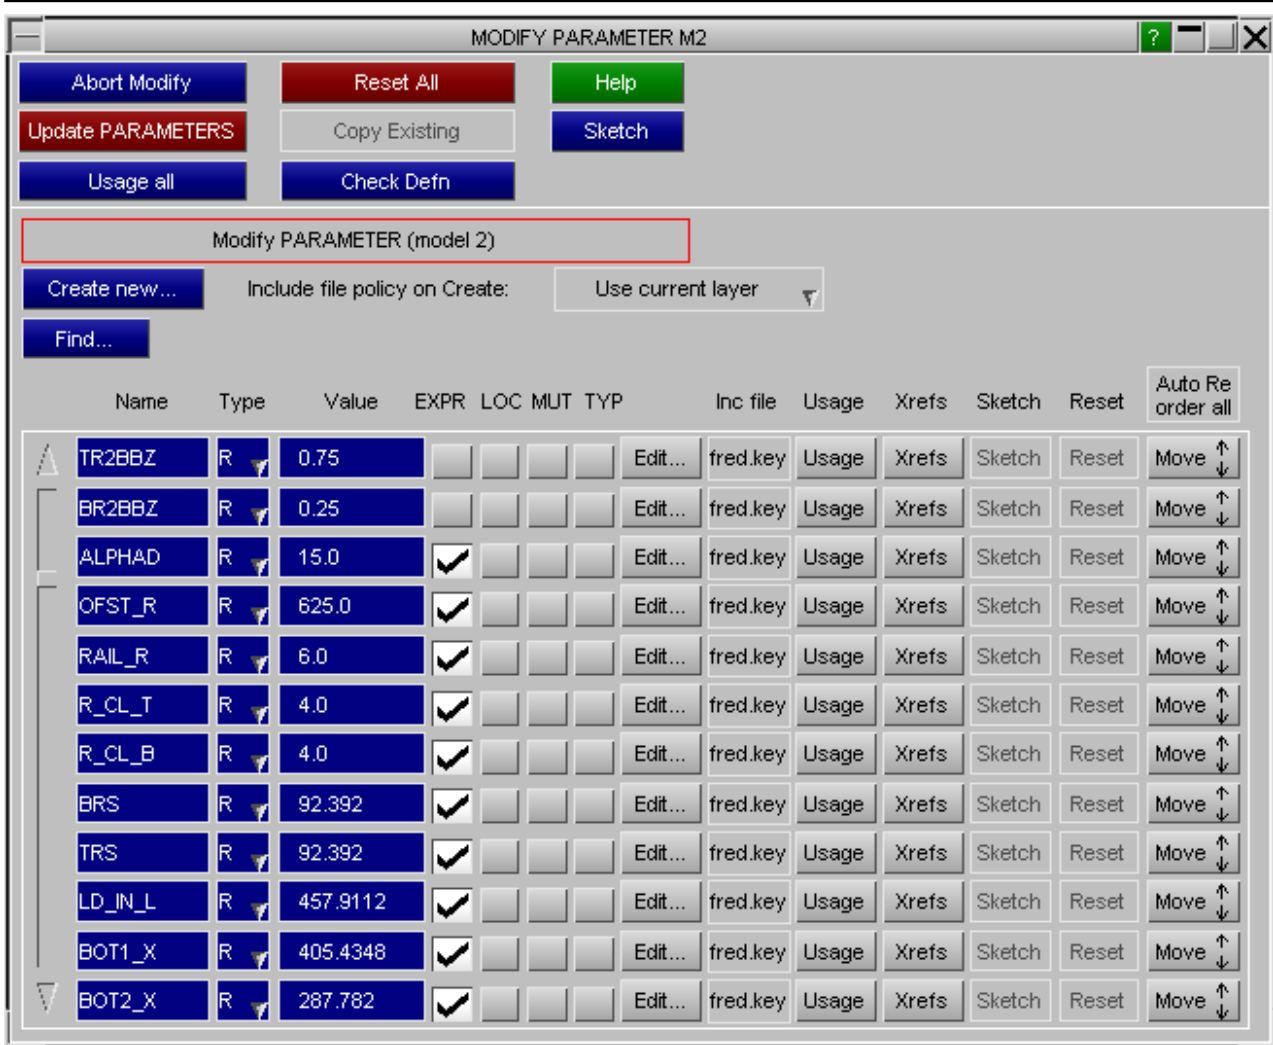 MODIFY PARAMETER M2 ?
Abort Modify Reset All Help
Update PARAMETERS Copy Existing Sketch
Usage all Check Defn
Modify PARAMETER (model 2)
Create new... Include file policy on Create: Use current layer
Find...
Name Type Value EXPR LOC MUT TYP Inc file Usage Xrefs Sketch Reset Auto Re
order all
TR2BBZ R 0.75 Edit... fred.key Usage Xrefs Sketch Reset Move
BR2BBZ R 0.25 Edit... fred.key Usage Xrefs Sketch Reset Move
ALPHAD R 15.0 Edit... fred.key Usage Xrefs Sketch Reset Move
OFST_R R 625.0 Edit... fred.key Usage Xrefs Sketch Reset Move
RAIL_R R 6.0 Edit... fred.key Usage Xrefs Sketch Reset Move
R_CL_T R 4.0 Edit... fred.key Usage Xrefs Sketch Reset Move
R_CL_B R 4.0 Edit... fred.key Usage Xrefs Sketch Reset Move
BRS R 92.392 Edit... fred.key Usage Xrefs Sketch Reset Move
TRS R 92.392 Edit... fred.key Usage Xrefs Sketch Reset Move
LD_IN_L R 457.9112 Edit... fred.key Usage Xrefs Sketch Reset Move
BOT1_X R 405.4348 Edit... fred.key Usage Xrefs Sketch Reset Move
BOT2_X R 287.782 Edit... fred.key Usage Xrefs Sketch Reset Move